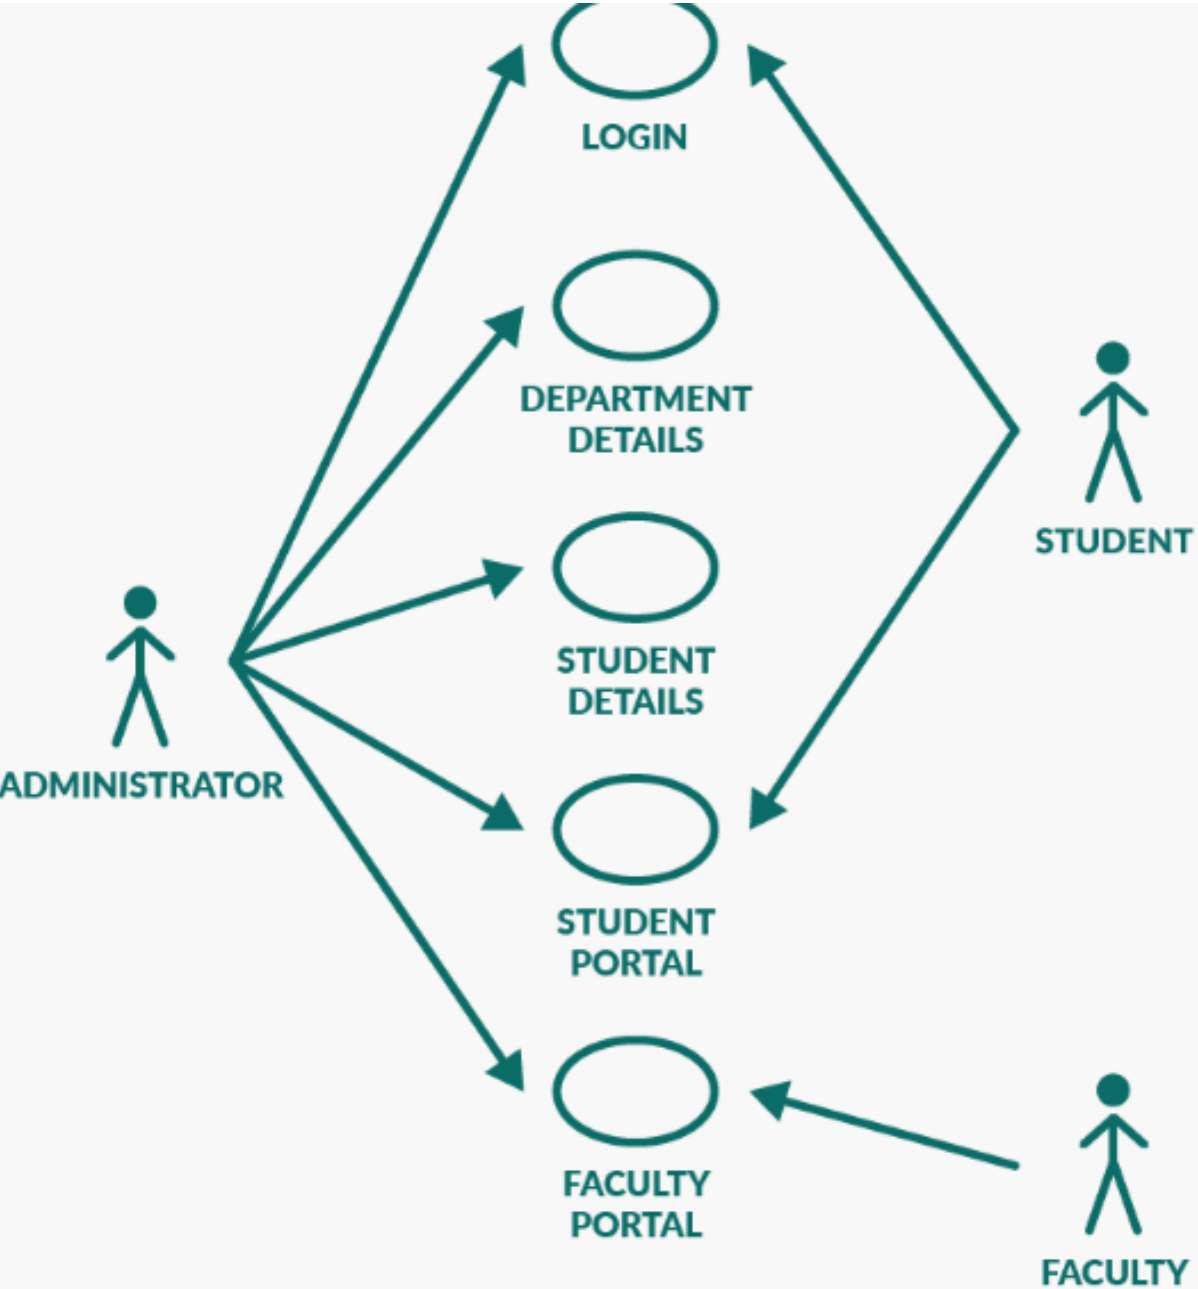 LOGIN
DEPARTMENT
DETAILS
STUDENT
STUDENT
DETAILS
ADMINISTRATOR
STUDENT
PORTAL
FACULTY
PORTAL
FACULTY